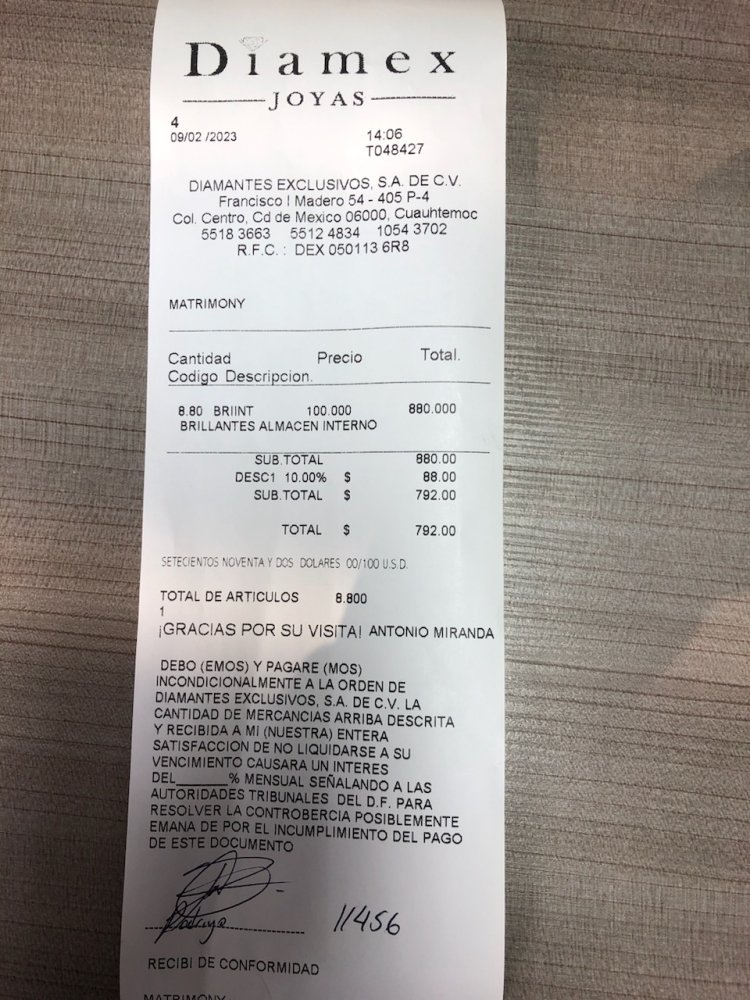 Diamex
JOYAS
4
09/02 /2023 14:06
T048427
DIAMANTES EXCLUSIVOS, S.A. DE C.V.
Francisco I Madero 54 - 405 P-4
Col. Centro, Cd de Mexico 06000, Cuauhtemoc
5518 3663 5512 4834 1054 3702
R.F.C. : DEX 050113 6R8
MATRIMONY
Cantidad Precio Total.
Codigo Descripcion.
8.80 BRIINT 100.000 880.000
BRILLANTES ALMACEN INTERNO
SUB.TOTAL 880.00
DESC1 10.00% $ 88.00
SUB.TOTAL $ 792.00
TOTAL $ 792.00
SETECIENTOS NOVENTA Y DOS DOLARES 00/100 U.S.D.
TOTAL DE ARTICULOS 8.800
1
¡GRACIAS POR SU VISITA! ANTONIO MIRANDA
DEBO (EMOS) Y PAGARE (MOS)
INCONDICIONALMENTE A LA ORDEN DE
DIAMANTES EXCLUSIVOS, S.A. DE C.V. LA
CANTIDAD DE MERCANCIAS ARRIBA DESCRITA
Y RECIBIDA A MI (NUESTRA) ENTERA
SATISFACCION DE NO LIQUIDARSE A SU
VENCIMIENTO CAUSARA UN INTERES
DEL_______% MENSUAL SEÑALANDO A LAS
AUTORIDADES TRIBUNALES DEL D.F. PARA
RESOLVER LA CONTROBERCIA POSIBLEMENTE
EMANA DE POR EL INCUMPLIMIENTO DEL PAGO
DE ESTE DOCUMENTO
11456
RECIBI DE CONFORMIDAD
MATRIMONY